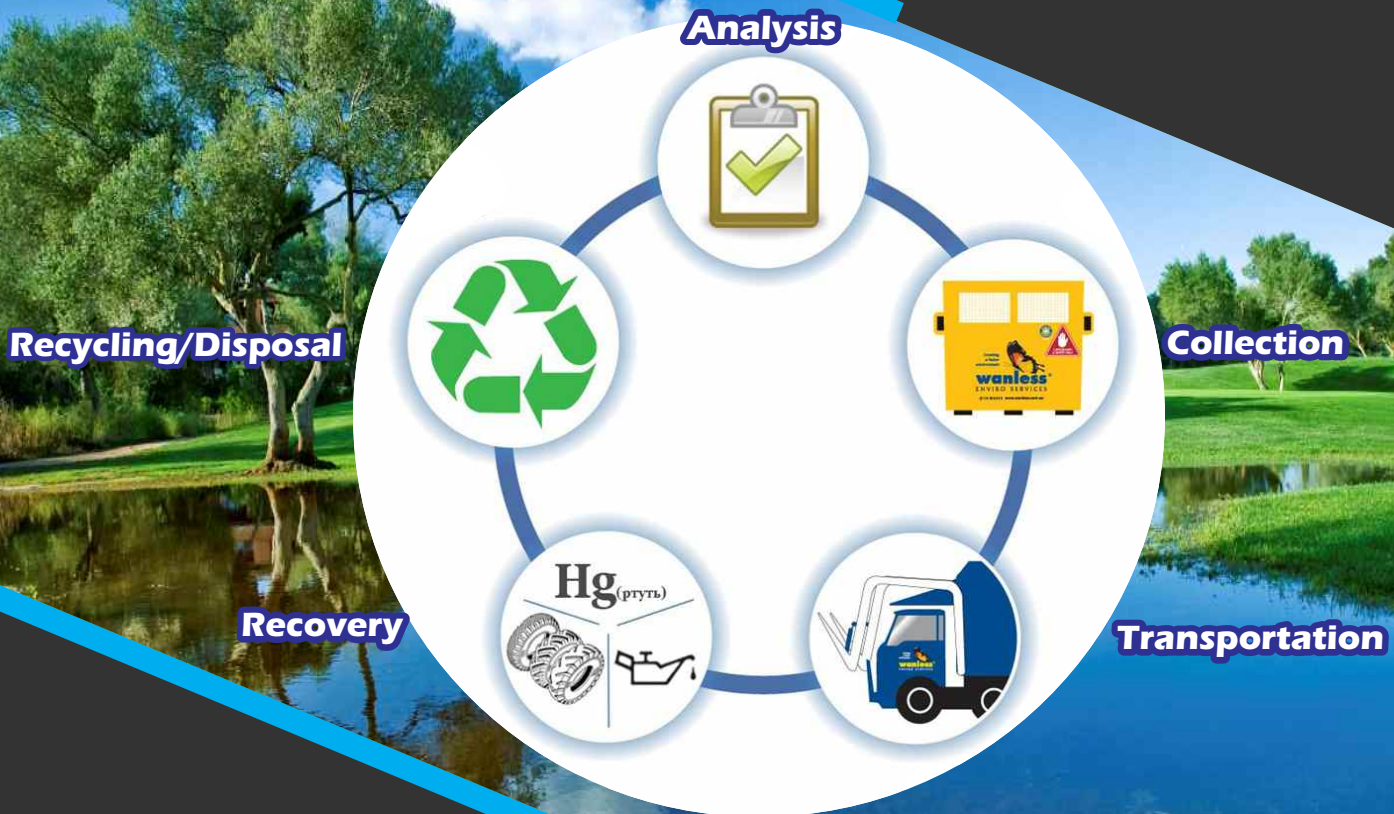 Analysis
Recycling/Disposal
Collection
wanless
ENVIRO SERVICES
Hg(ртуть)
Recovery
Transportation
wanless